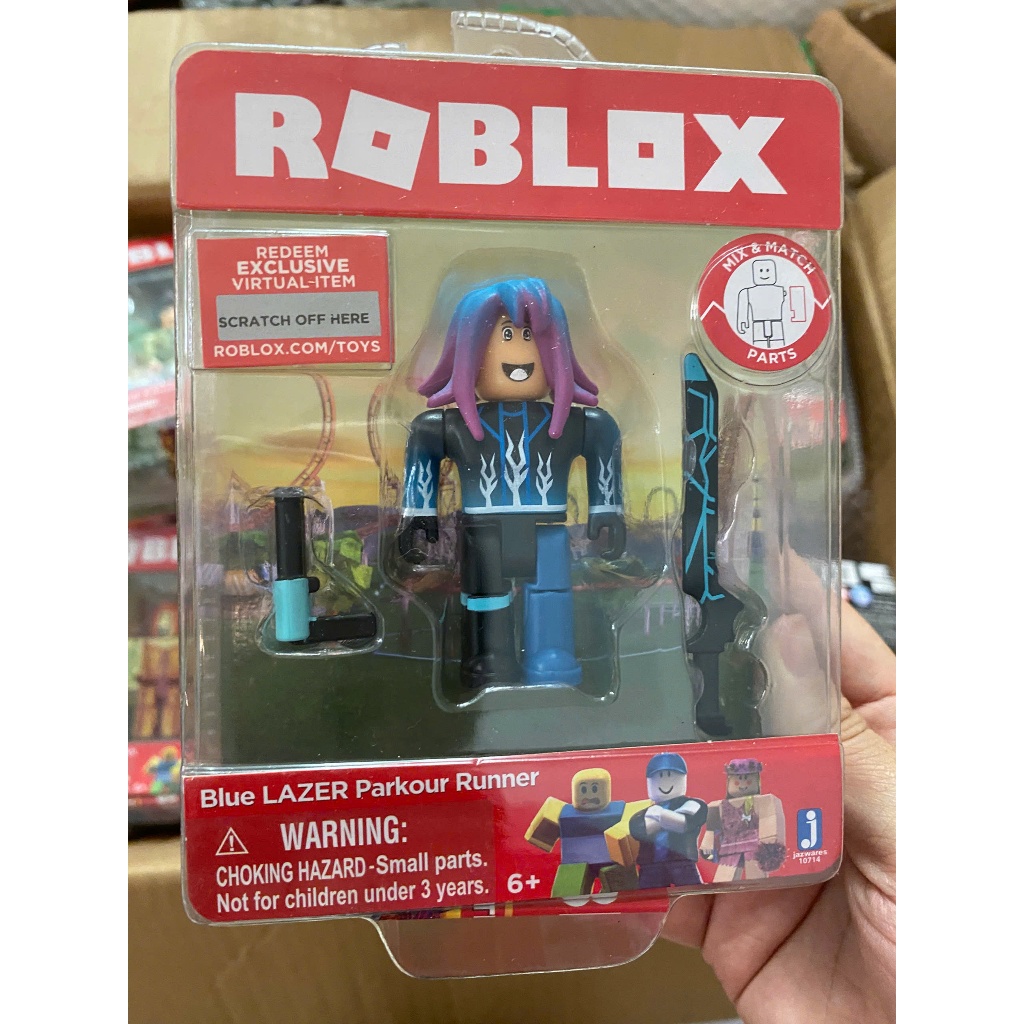 ROBLOX
REDEEM
EXCLUSIVE
VIRTUAL-ITEM
SCRATCH OFF HERE
ROBLOX.COM/TOYS
MIX & MATCH
PARTS
Blue LAZER Parkour Runner
WARNING:
CHOKING HAZARD-Small parts.
Not for children under 3 years.
6+
jazwares
10714